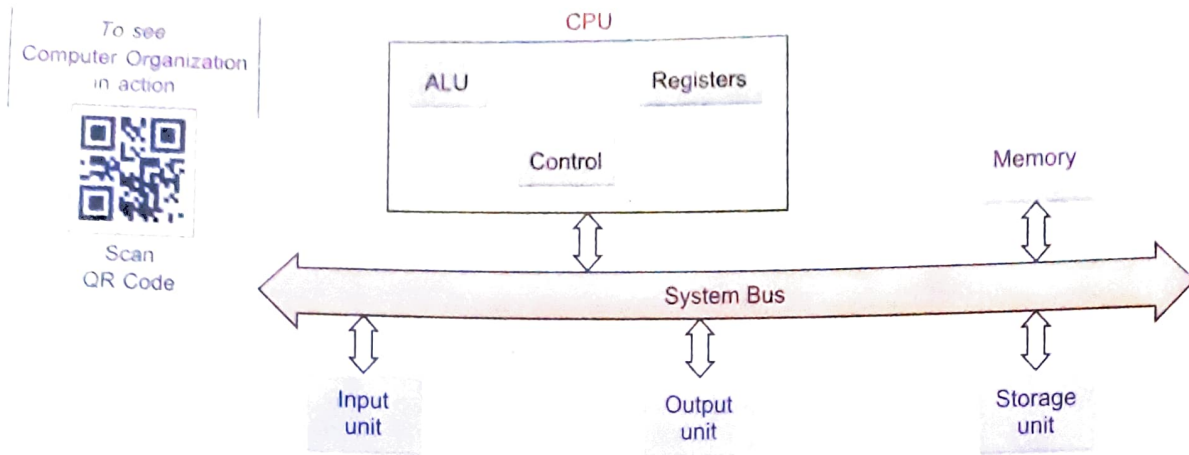 To see
Computer Organization
in action
Scan
QR Code
CPU
ALU
Registers
Control
Memory
System Bus
Input
unit
Output
unit
Storage
unit